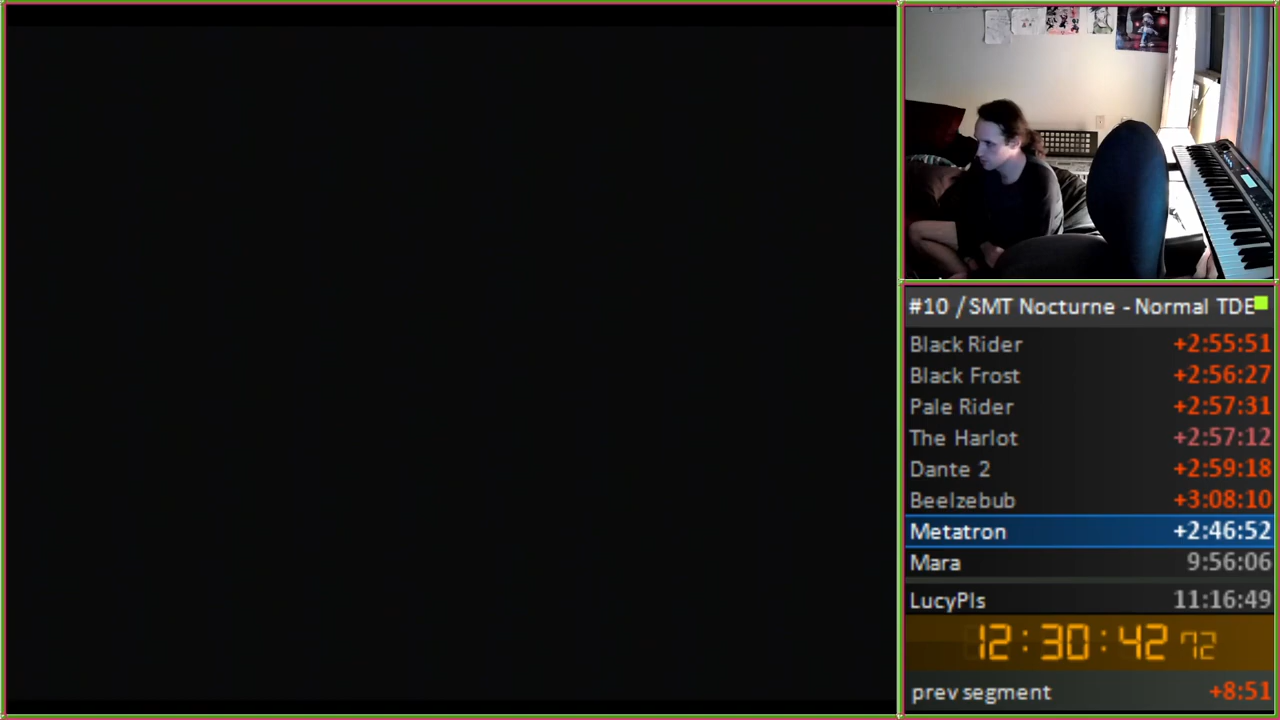 #10 / SMT Nocturne - Normal TDE
Black Rider +2:55:51
Black Frost +2:56:27
Pale Rider +2:57:31
The Harlot +2:57:12
Dante 2 +2:59:18
Beelzebub +3:08:10
Metatron +2:46:52
Mara 9:56:06
LucyPls 11:16:49
12:30:42 72
prev segment +8:51